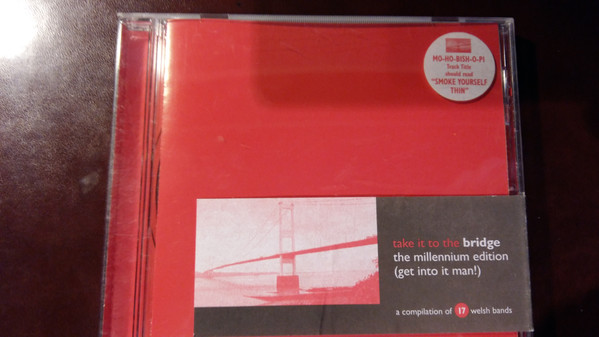 MO-HO-BISH-O-PI
Track Title
should read
"SMOKE YOURSELF
THIN"
take it to the bridge
the millennium edition
(get into it man!)
a compilation of 17 welsh bands